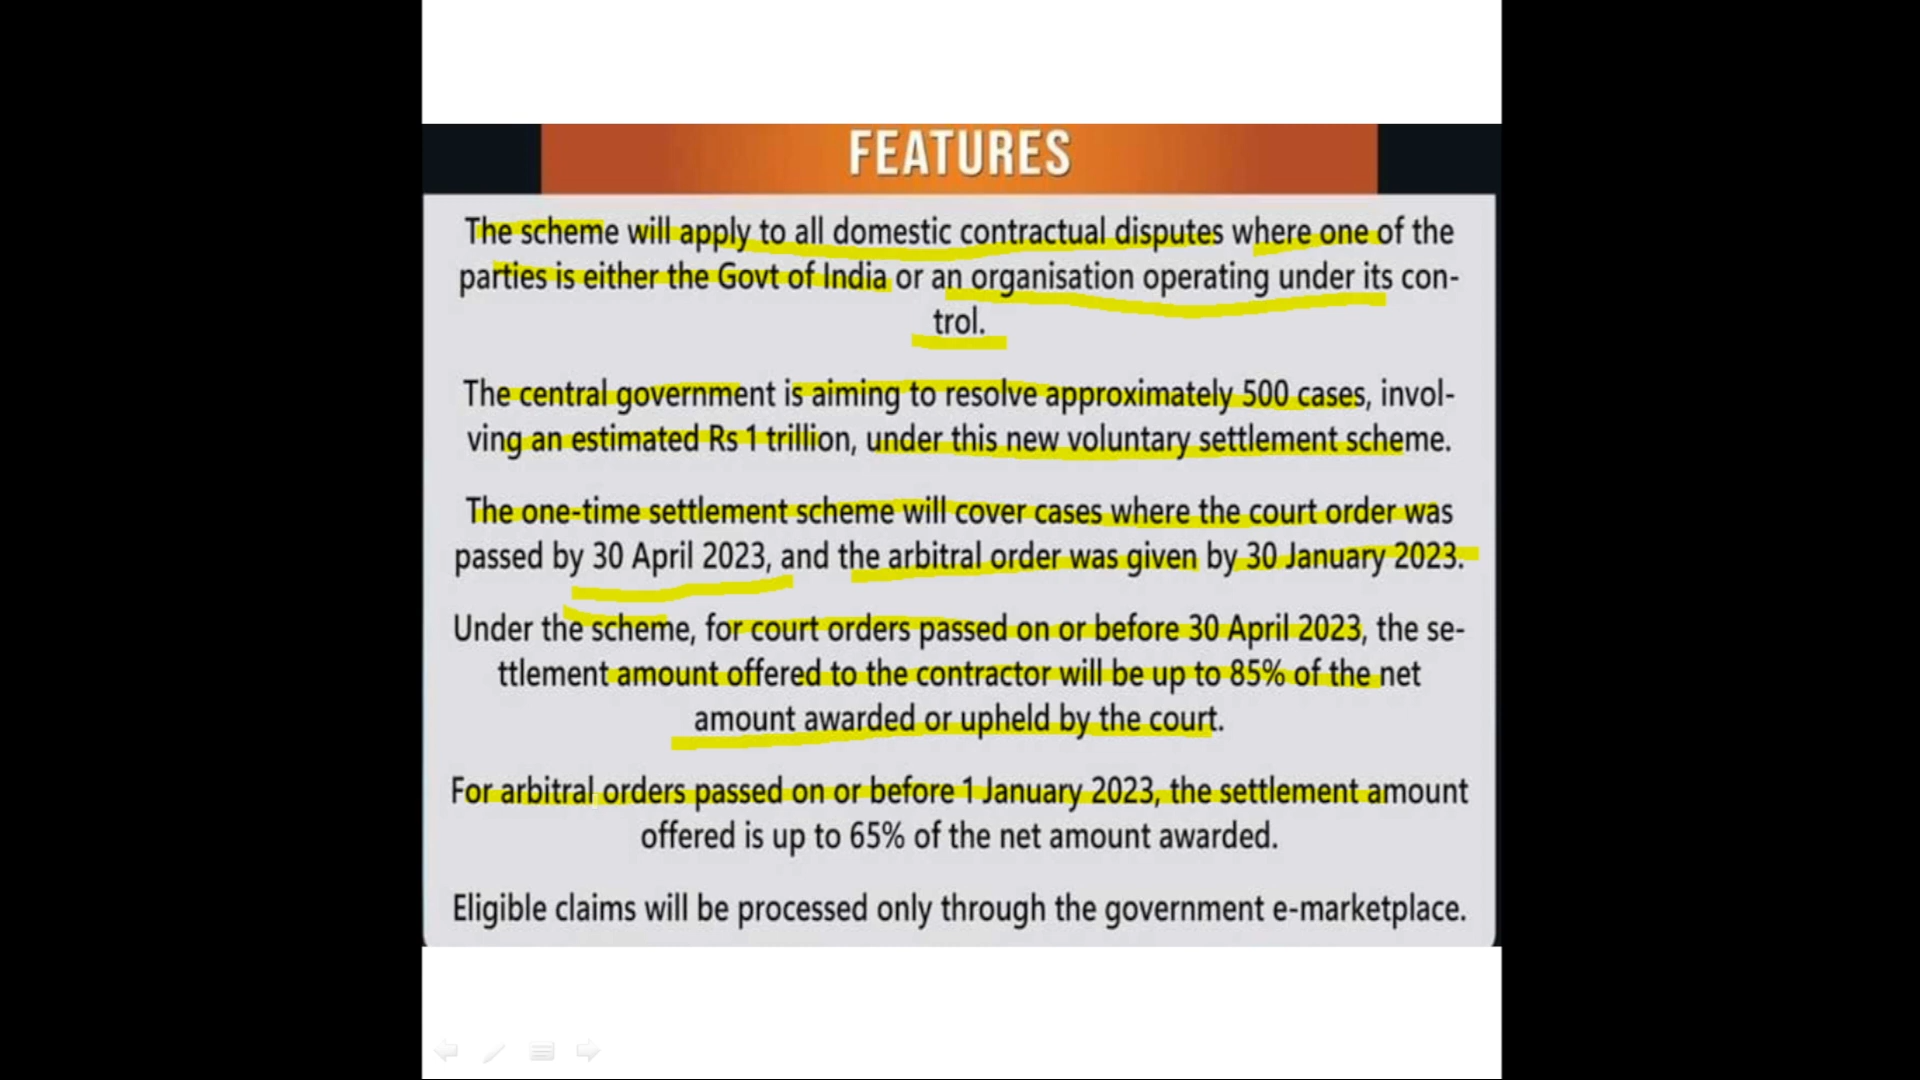 FEATURES
The scheme will apply to all domestic contractual disputes where one of the
parties is either the Govt of India or an organisation operating under its con-
trol.
The central government is aiming to resolve approximately 500 cases, invol-
ving an estimated Rs 1 trillion, under this new voluntary settlement scheme.
The one-time settlement scheme will cover cases where the court order was
passed by 30 April 2023, and the arbitral order was given by 30 January 2023.
Under the scheme, for court orders passed on or before 30 April 2023, the se-
ttlement amount offered to the contractor will be up to 85% of the net
amount awarded or upheld by the court.
For arbitral orders passed on or before 1 January 2023, the settlement amount
offered is up to 65% of the net amount awarded.
Eligible claims will be processed only through the government e-marketplace.